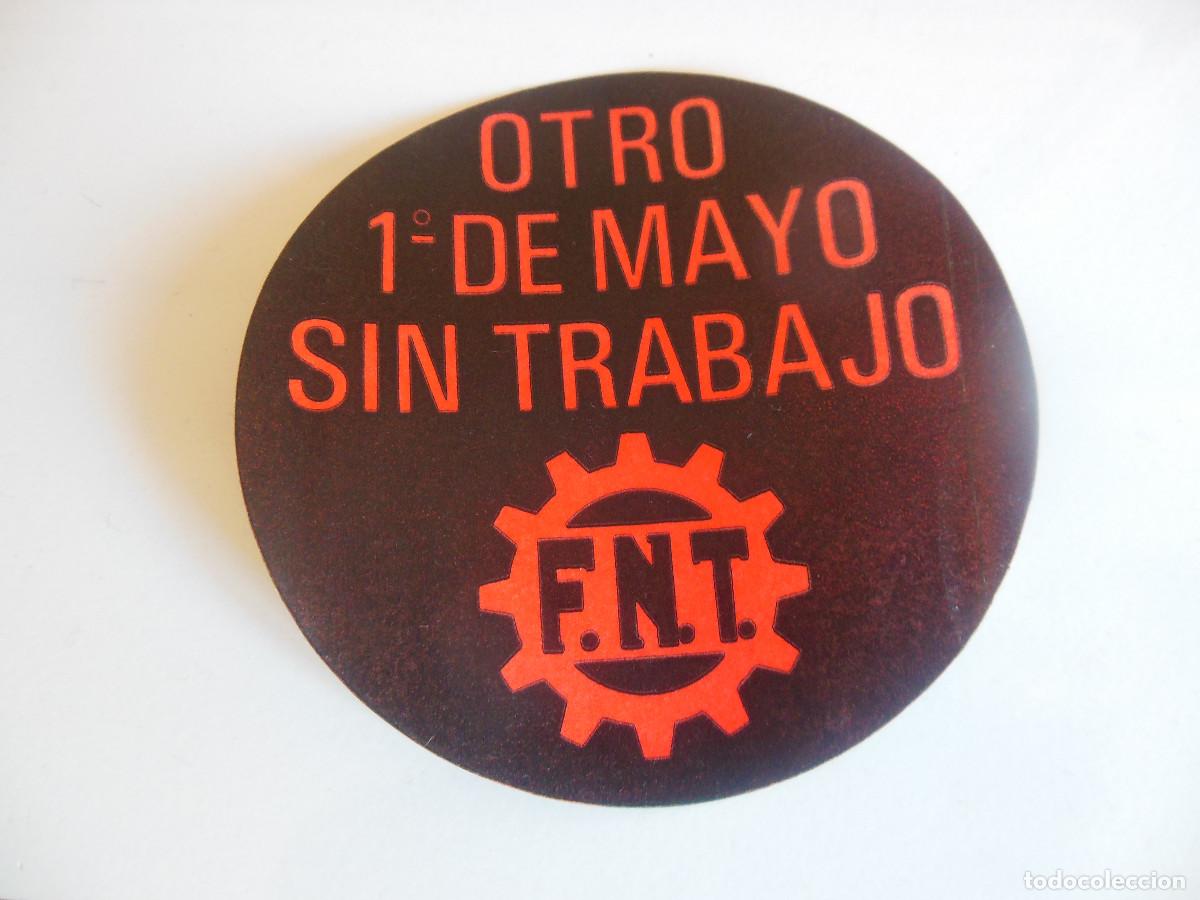 OTRO
1º DE MAYO
SIN TRABAJO
F.N.T.
todocoleccion